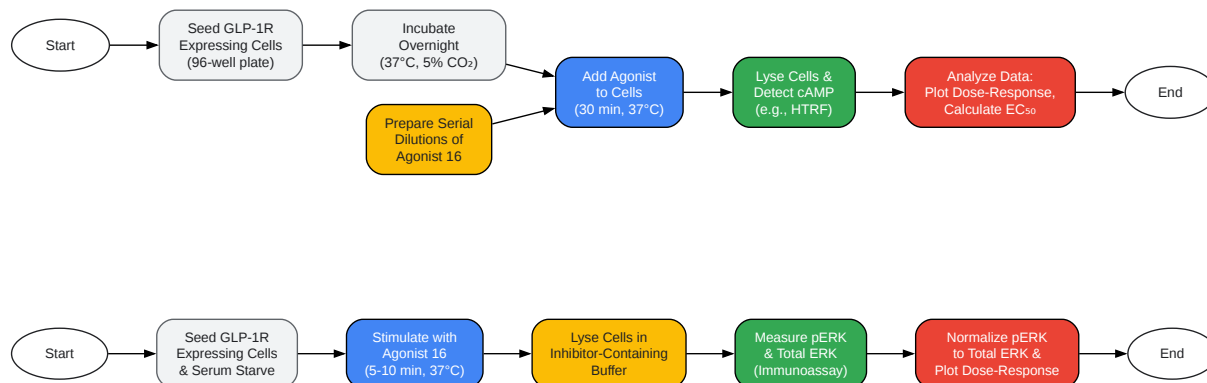 Start
Seed GLP-1R
Expressing Cells
(96-well plate)
Incubate
Overnight
(37°C, 5% CO₂)
Prepare Serial
Dilutions of
Agonist 16
Add Agonist
to Cells
(30 min, 37°C)
Lyse Cells &
Detect cAMP
(e.g., HTRF)
Analyze Data:
Plot Dose-Response,
Calculate EC₅₀
End
Start
Seed GLP-1R
Expressing Cells
& Serum Starve
Stimulate with
Agonist 16
(5-10 min, 37°C)
Lyse Cells in
Inhibitor-Containing
Buffer
Measure pERK
& Total ERK
(Immunoassay)
Normalize pERK
to Total ERK &
Plot Dose-Response
End